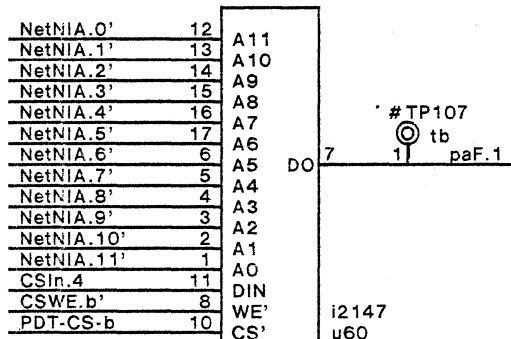 NetNIA.0' 12 A11
NetNIA.1' 13 A10
NetNIA.2' 14 A9
NetNIA.3' 15 A8
NetNIA.4' 16 A7
NetNIA.5' 17 A6
NetNIA.6' 6 A5
NetNIA.7' 5 A4
NetNIA.8' 4 A3
NetNIA.9' 3 A2
NetNIA.10' 2 A1
NetNIA.11' 1 A0
CSIn.4 11 DIN
CSWE.b' 8 WE'
PDT-CS-b 10 CS'
DO 7
#TP107
tb
1 paF.1
i2147
u60